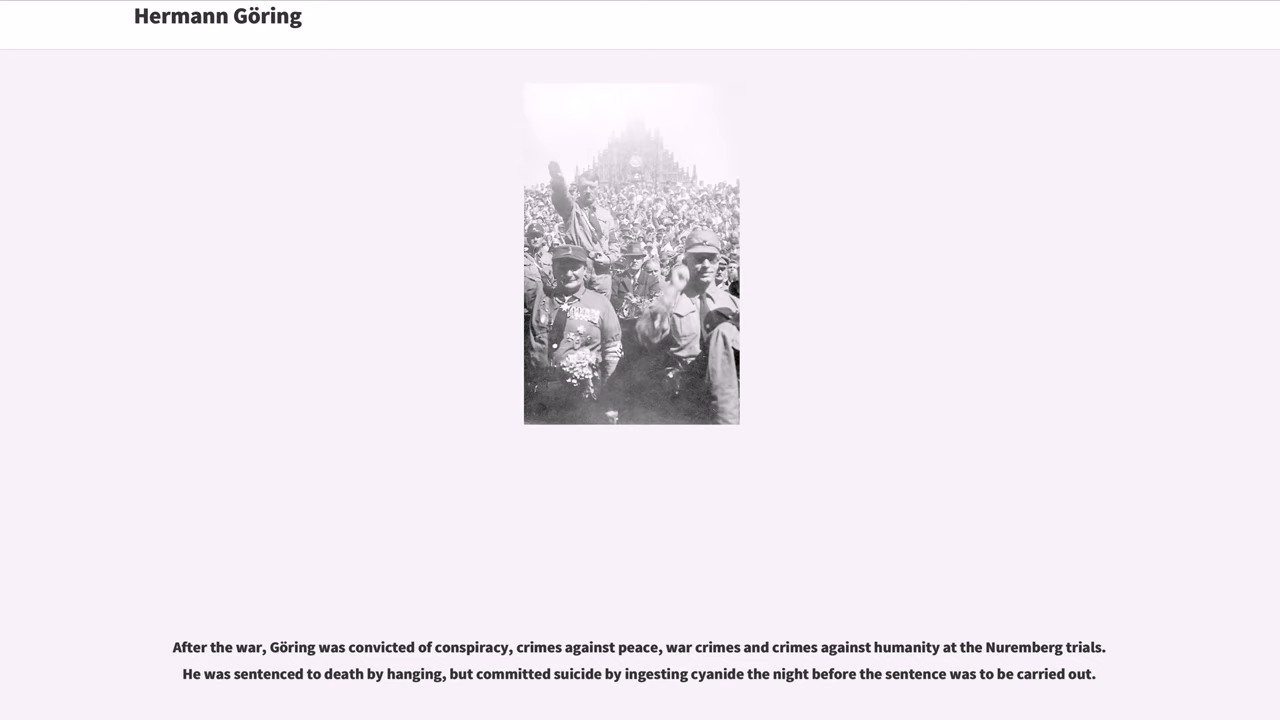 Hermann Göring
After the war, Göring was convicted of conspiracy, crimes against peace, war crimes and crimes against humanity at the Nuremberg trials.
He was sentenced to death by hanging, but committed suicide by ingesting cyanide the night before the sentence was to be carried out.